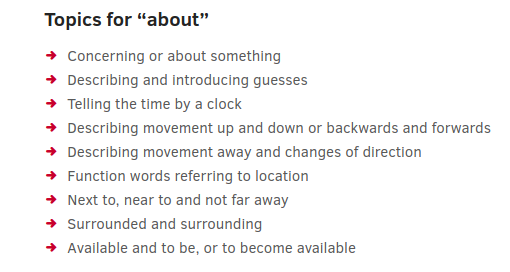 Topics for “about”
Concerning or about something
Describing and introducing guesses
Telling the time by a clock
Describing movement up and down or backwards and forwards
Describing movement away and changes of direction
Function words referring to location
Next to, near to and not far away
Surrounded and surrounding
Available and to be, or to become available